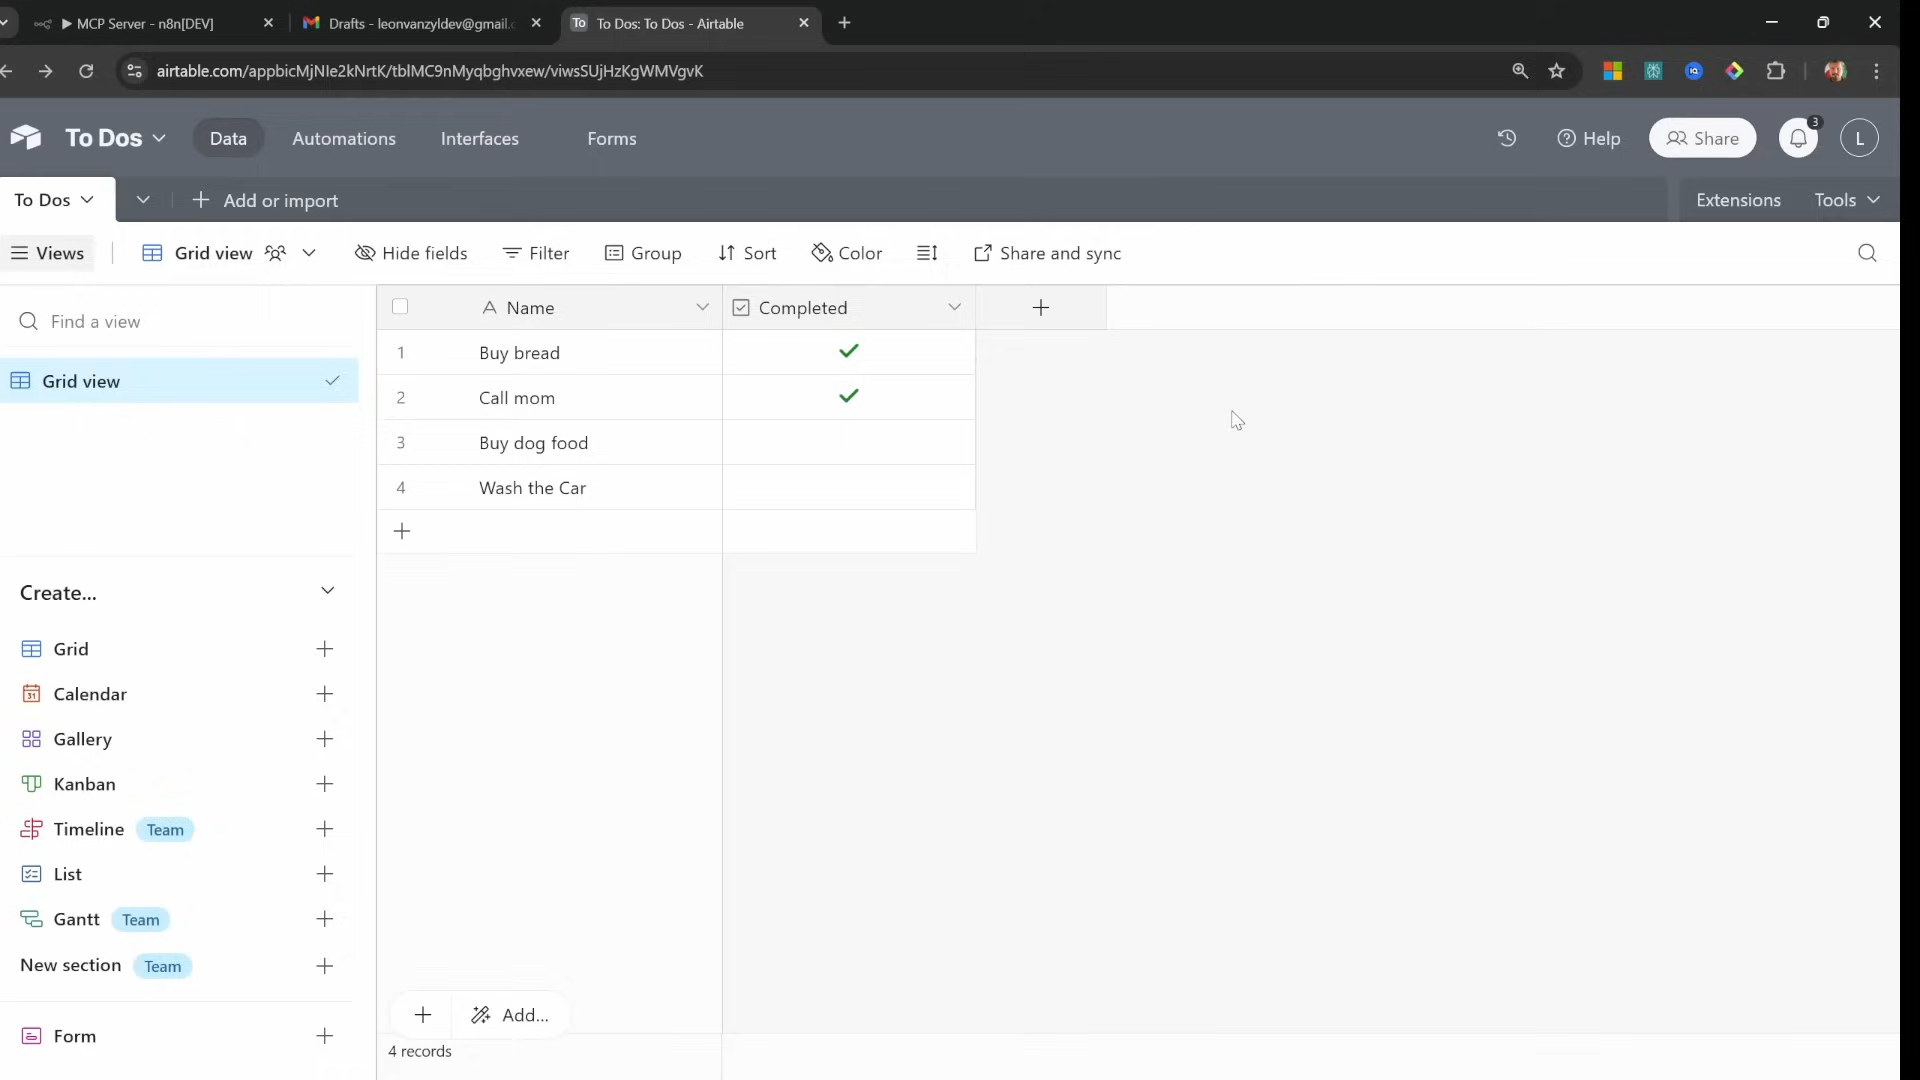 ▶ MCP Server - n8n[DEV]
Drafts - leonvanzyldev@gmail.c
To
To Dos: To Dos - Airtable
airtable.com/appbicMjNIe2kNrtK/tblMC9nMyqbghvxew/viwsSUjHzKgWMVgvK
To Dos
Data
Automations
Interfaces
Forms
Help
Share
3
L
To Dos
Add or import
Extensions
Tools
Views
Grid view
Hide fields
Filter
Group
Sort
Color
Share and sync
Find a view
Grid view
Name
Completed
1 Buy bread
2 Call mom
3 Buy dog food
4 Wash the Car
Create...
Grid
31 Calendar
Gallery
Kanban
Timeline Team
List
Gantt Team
New section Team
Form
Add...
4 records